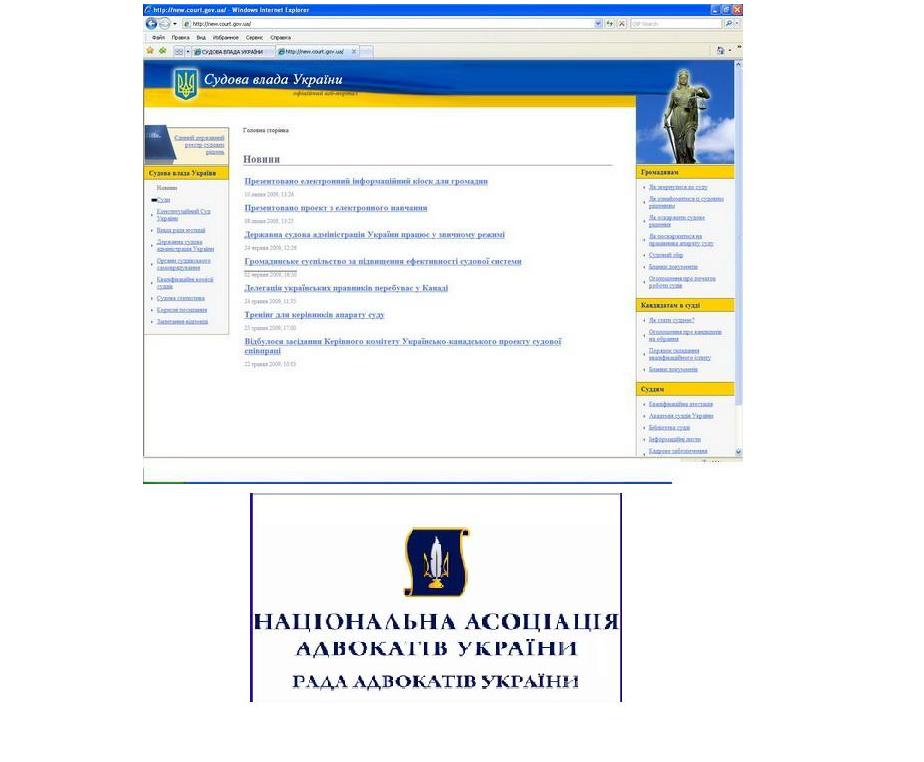 http://new.court.gov.ua/ - Windows Internet Explorer
http://new.court.gov.ua/
Файл Правка Вид Избранное Сервис Справка
СУДОВА ВЛАДА УКРАЇНИ
http://new.court.gov.ua/
Судова влада України
офіційний веб-портал
Єдиний державний
реєстр судових
рішень
Судова влада України
Новини
Суди
Конституційний Суд
України
Вища рада юстиції
Державна судова
адміністрація України
Органи суддівського
самоврядування
Кваліфікаційні комісії
суддів
Судова статистика
Корисні посилання
Запитання-відповіді
Головна сторінка
Новини
Презентовано електронний інформаційний кіоск для громадян
10 липня 2009, 13:26
Презентовано проект з електронного навчання
08 липня 2009, 13:25
Державна судова адміністрація України працює у звичному режимі
24 червня 2009, 12:26
Громадянське суспільство за підвищення ефективності судової системи
02 червня 2009, 16:30
Делегація українських правників перебуває у Канаді
26 травня 2009, 11:35
Тренінг для керівників апарату суду
25 травня 2009, 17:00
Відбулося засідання Керівного комітету Українсько-канадського проекту судової
співпраці
22 травня 2009, 10:03
Громадянам
Як звернутися до суду
Як ознайомитися із судовим
рішенням
Як оскаржити судове
рішення
Як поскаржитися на
працівника апарату суду
Судовий збір
Бланки документів
Оголошення про початок
роботи судів
Кандидатам в судді
Як стати суддею?
Оголошення про кандидатів
на обрання
Порядок складання
кваліфікаційного іспиту
Бланки документів
Суддям
Кваліфікаційна атестація
Академія суддів України
Бібліотека судді
Інформаційні листи
Кадрове забезпечення
НАЦІОНАЛЬНА АСОЦІАЦІЯ
АДВОКАТІВ УКРАЇНИ
РАДА АДВОКАТІВ УКРАЇНИ